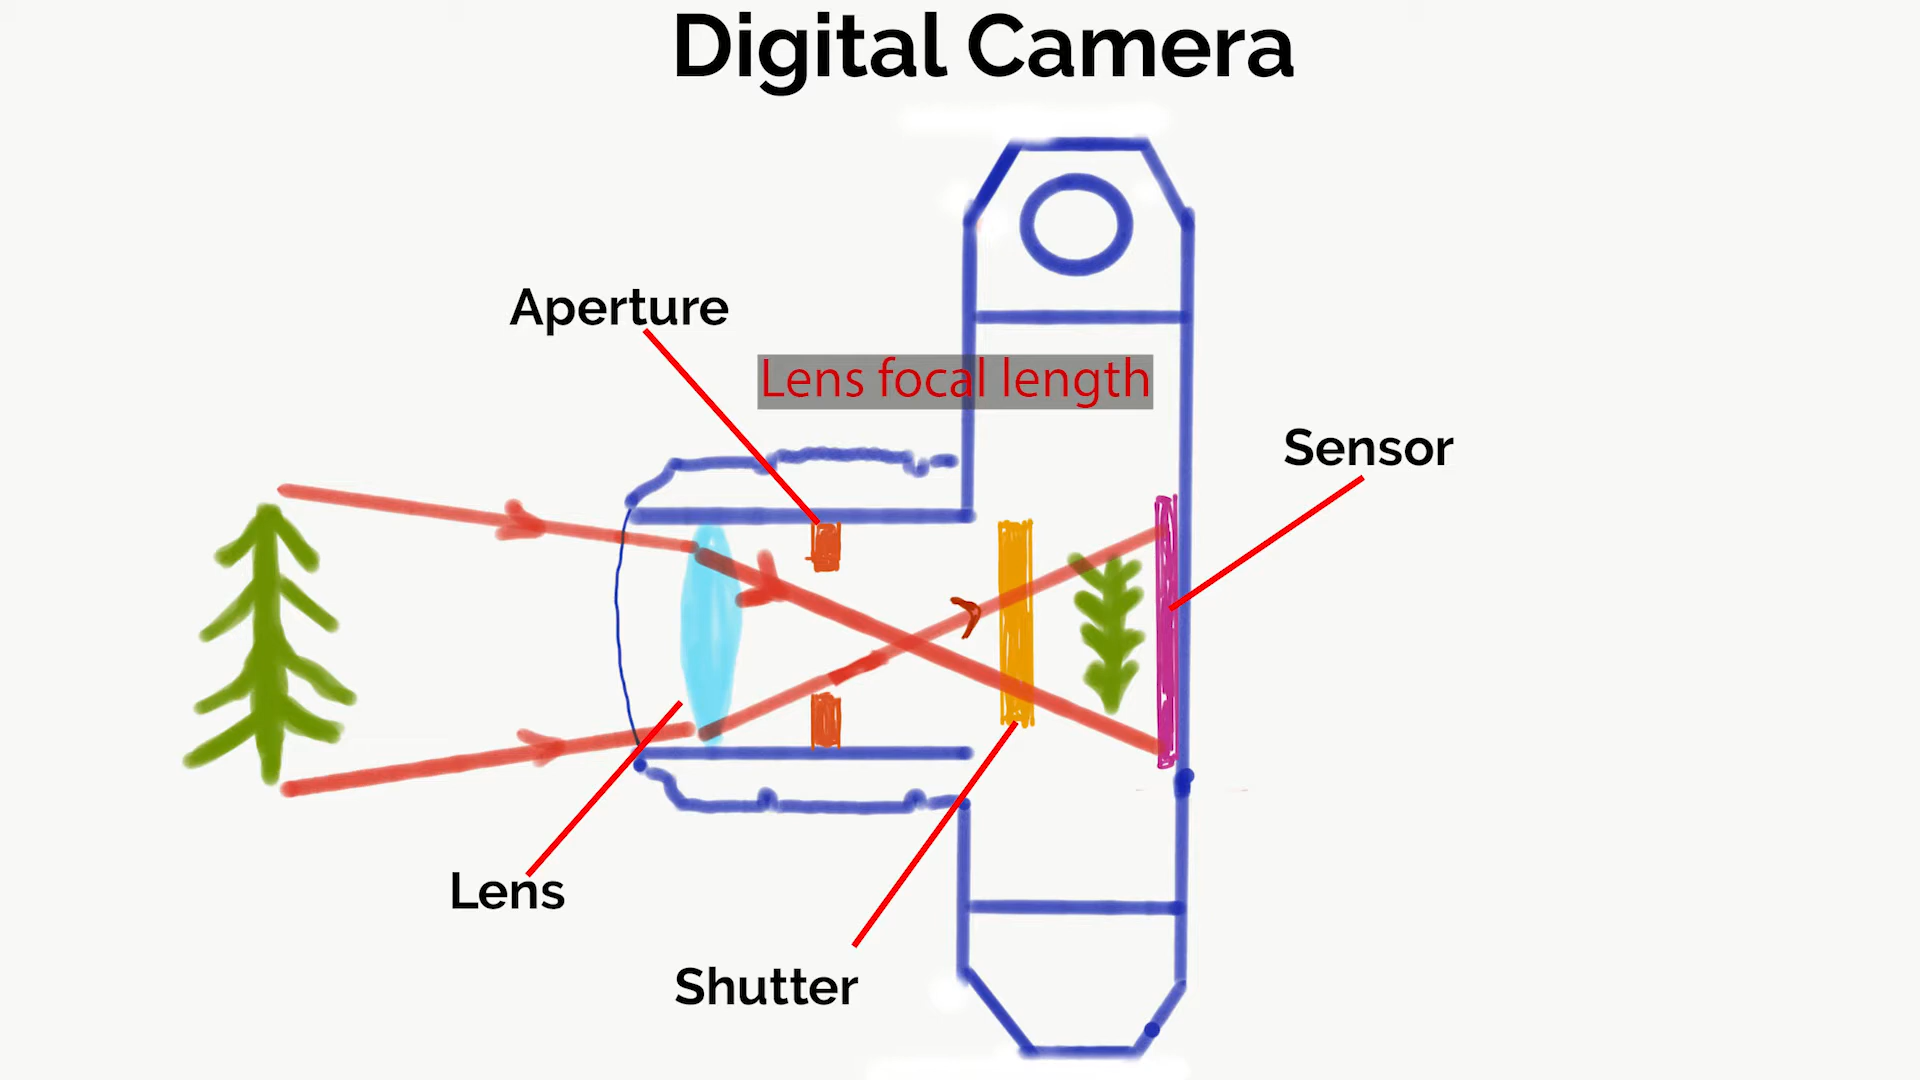 Digital Camera
Aperture
Lens focal length
Sensor
Lens
Shutter